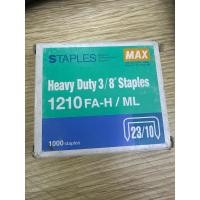 STAPLES
MAX
Heavy Duty 3/8" Staples
1210 FA-H / ML
1000 staples
23/10